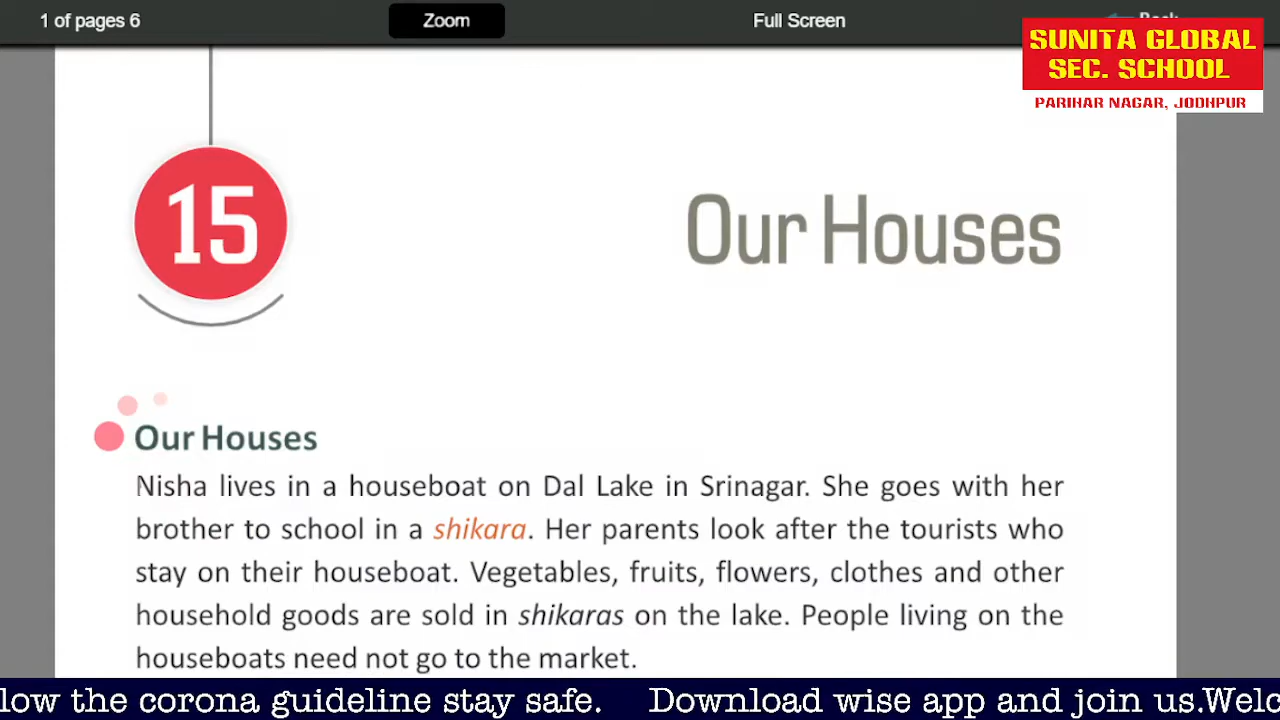 1 of pages 6
Zoom
Full Screen
Back
SUNITA GLOBAL
SEC. SCHOOL
PARIHAR NAGAR, JODHPUR
15
Our Houses
Our Houses
Nisha lives in a houseboat on Dal Lake in Srinagar. She goes with her
brother to school in a shikara. Her parents look after the tourists who
stay on their houseboat. Vegetables, fruits, flowers, clothes and other
household goods are sold in shikaras on the lake. People living on the
houseboats need not go to the market.
low the corona guideline stay safe. Download wise app and join us.Welc